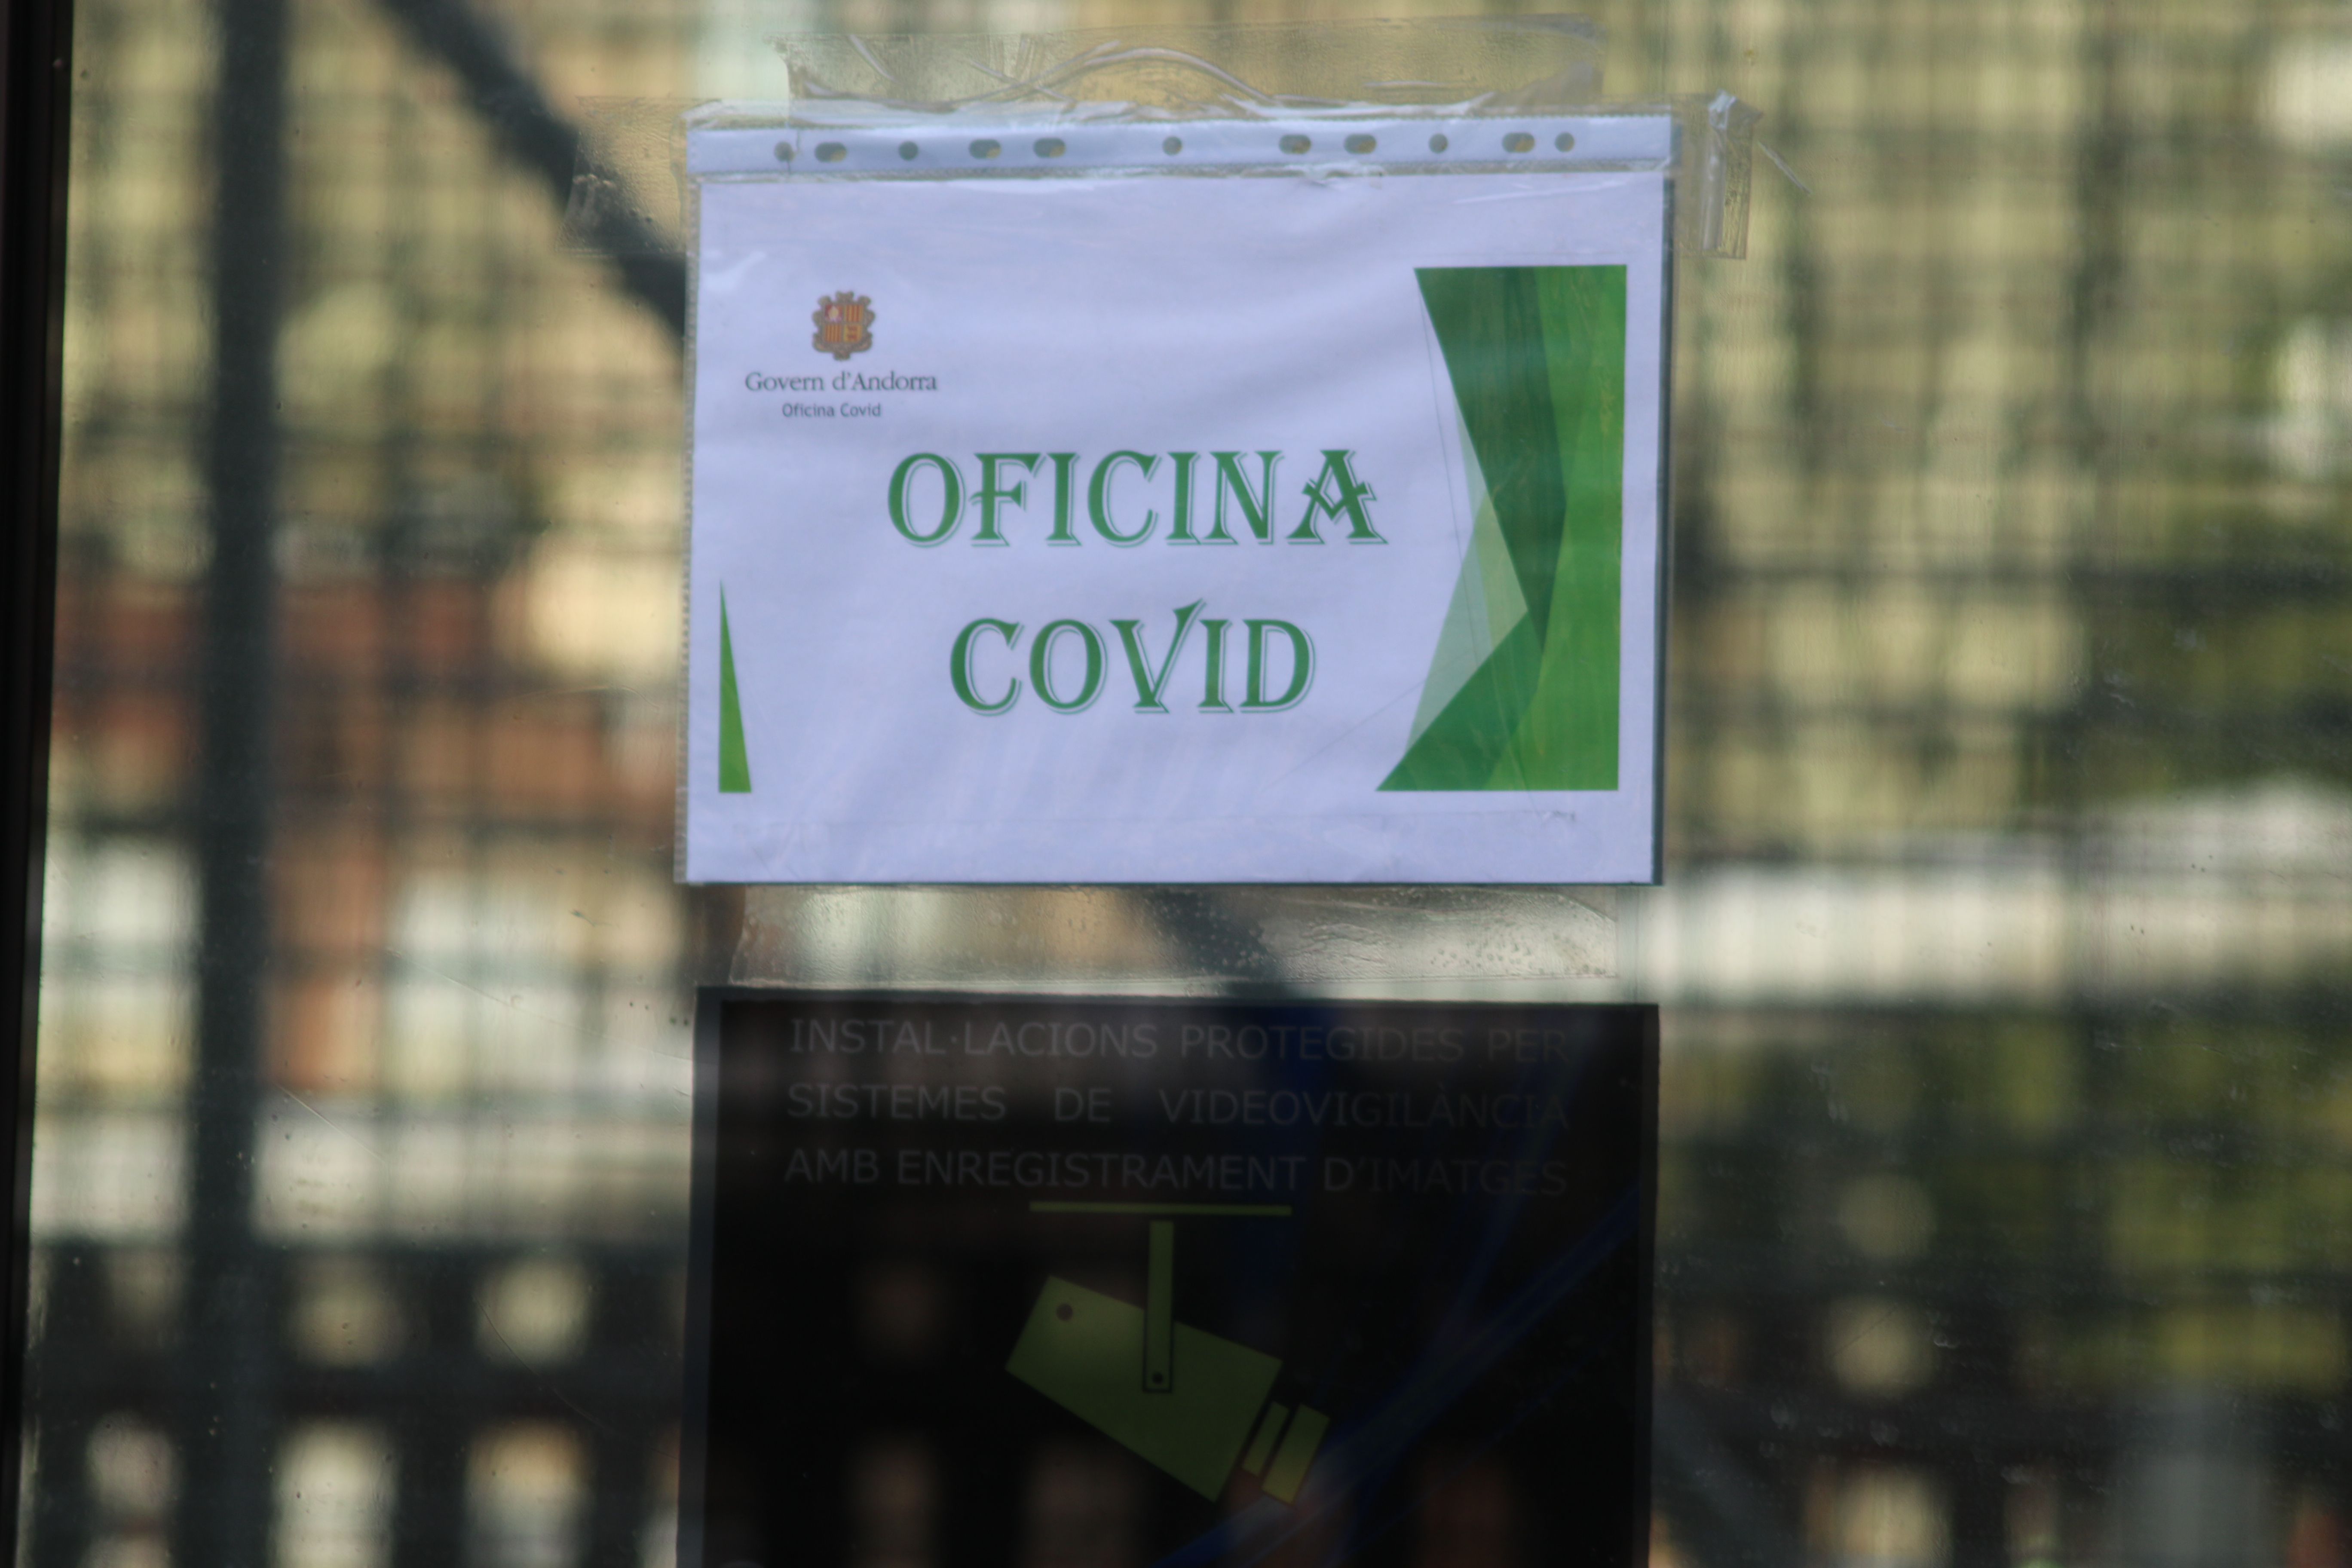 Govern d'Andorra
Oficina Covid
OFICINA
COVID
INSTAL·LACIONS PROTEGIDES PER
SISTEMES DE VIDEOVIGILÀNCIA
AMB ENREGISTRAMENT D'IMATGES